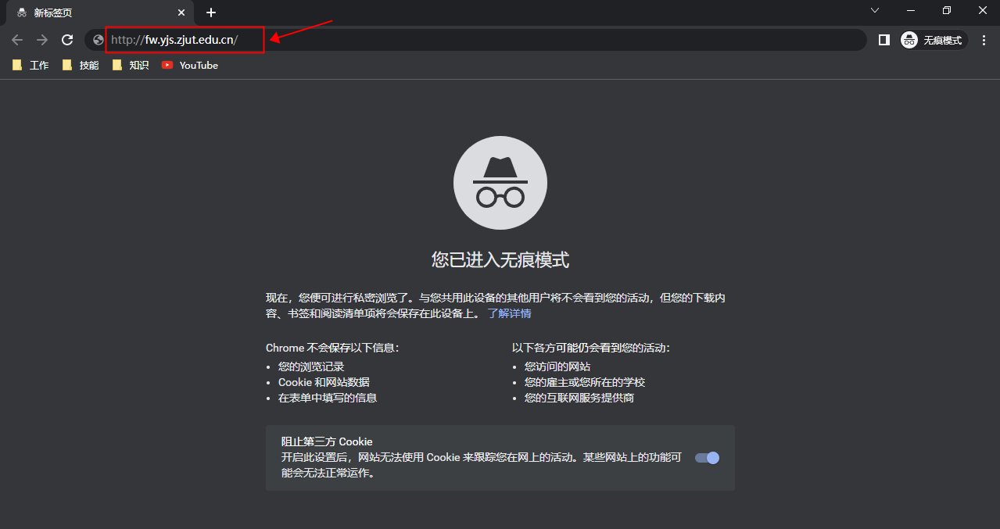 新标签页
http://fw.yjs.zjut.edu.cn/
无痕模式
工作 技能 知识 YouTube
您已进入无痕模式
现在，您便可进行私密浏览了。与您共用此设备的其他用户将不会看到您的活动，但您的下载内
容、书签和阅读清单项将会保存在此设备上。 了解详情
Chrome 不会保存以下信息：
• 您的浏览记录
• Cookie 和网站数据
• 在表单中填写的信息
以下各方可能仍会看到您的活动：
• 您访问的网站
• 您的雇主或您所在的学校
• 您的互联网服务提供商
阻止第三方 Cookie
开启此设置后，网站无法使用 Cookie 来跟踪您在网上的活动。某些网站上的功能可
能会无法正常运作。